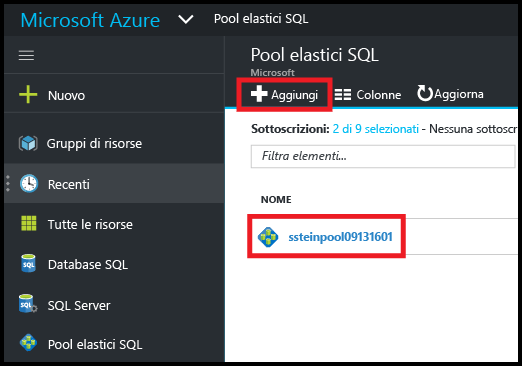 Microsoft Azure Pool elastici SQL
Pool elastici SQL
Microsoft
Nuovo
Aggiungi Colonne Aggiorna
Gruppi di risorse
Sottoscrizioni: 2 di 9 selezionati - Nessuna sottoscr
Filtra elementi...
Recenti
NOME
Tutte le risorse
ssteinpool09131601
Database SQL
SQL Server
Pool elastici SQL